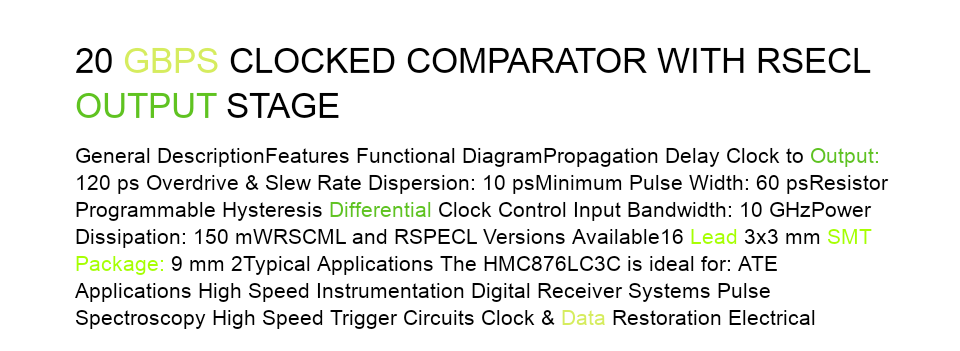 20 GBPS CLOCKED COMPARATOR WITH RSECL
OUTPUT STAGE
General DescriptionFeatures Functional DiagramPropagation Delay Clock to Output:
120 ps Overdrive & Slew Rate Dispersion: 10 psMinimum Pulse Width: 60 psResistor
Programmable Hysteresis Differential Clock Control Input Bandwidth: 10 GHzPower
Dissipation: 150 mWRSCML and RSPECL Versions Available16 Lead 3x3 mm SMT
Package: 9 mm 2Typical Applications The HMC876LC3C is ideal for: ATE
Applications High Speed Instrumentation Digital Receiver Systems Pulse
Spectroscopy High Speed Trigger Circuits Clock & Data Restoration Electrical